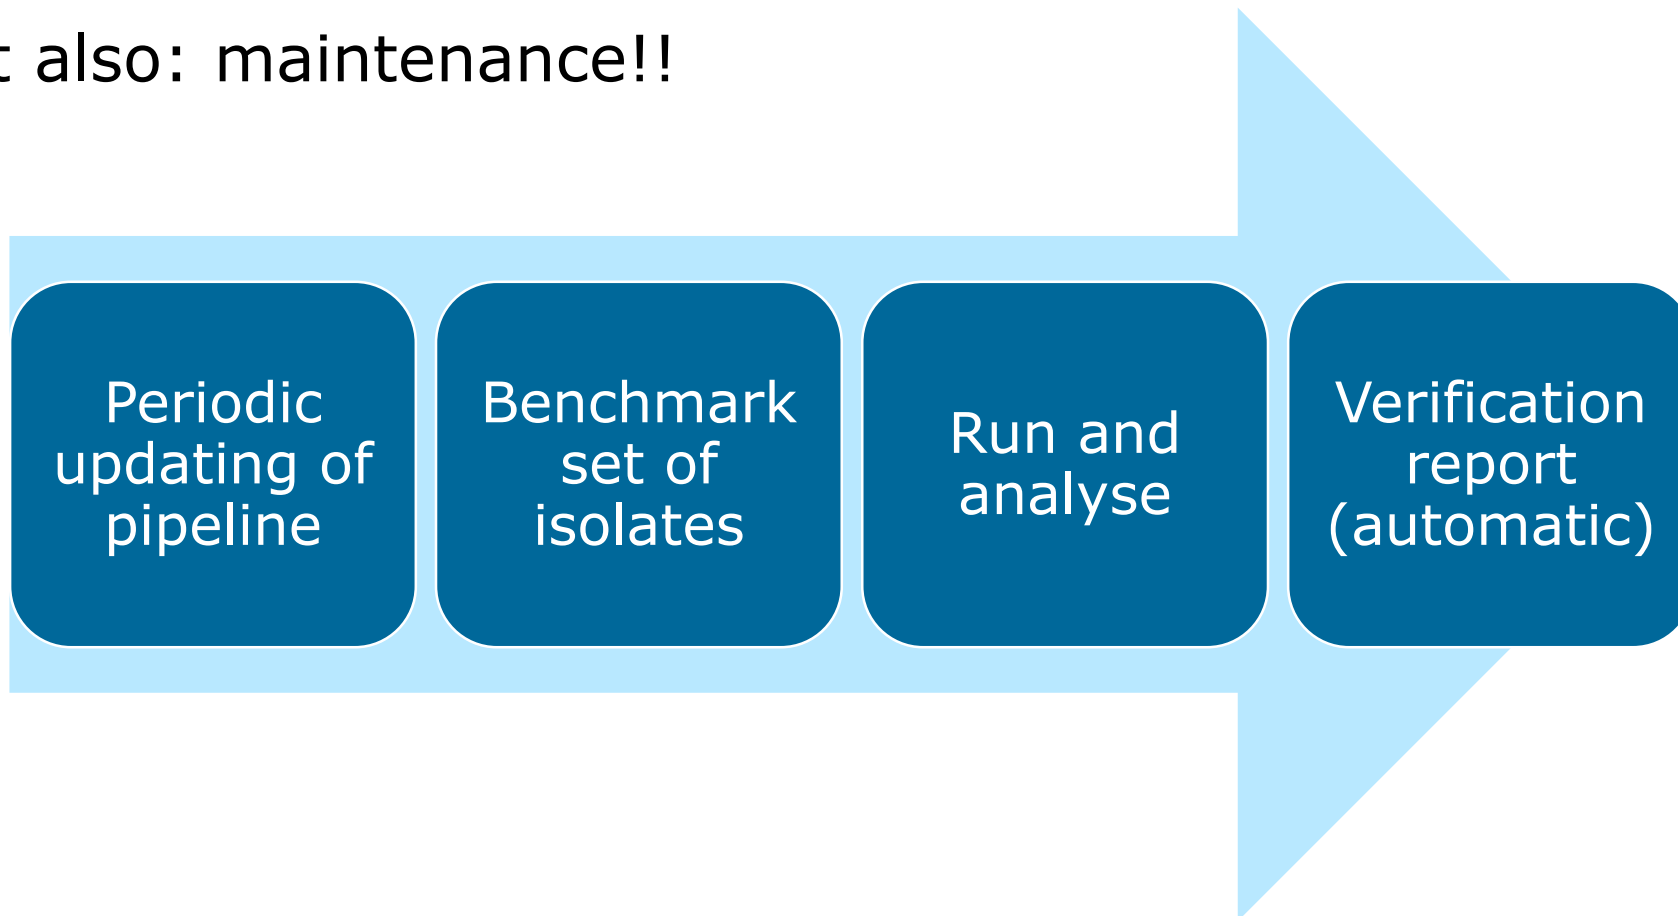 also: maintenance!!
Periodic
updating of
pipeline
Benchmark
set of
isolates
Run and
analyse
Verification
report
(automatic)